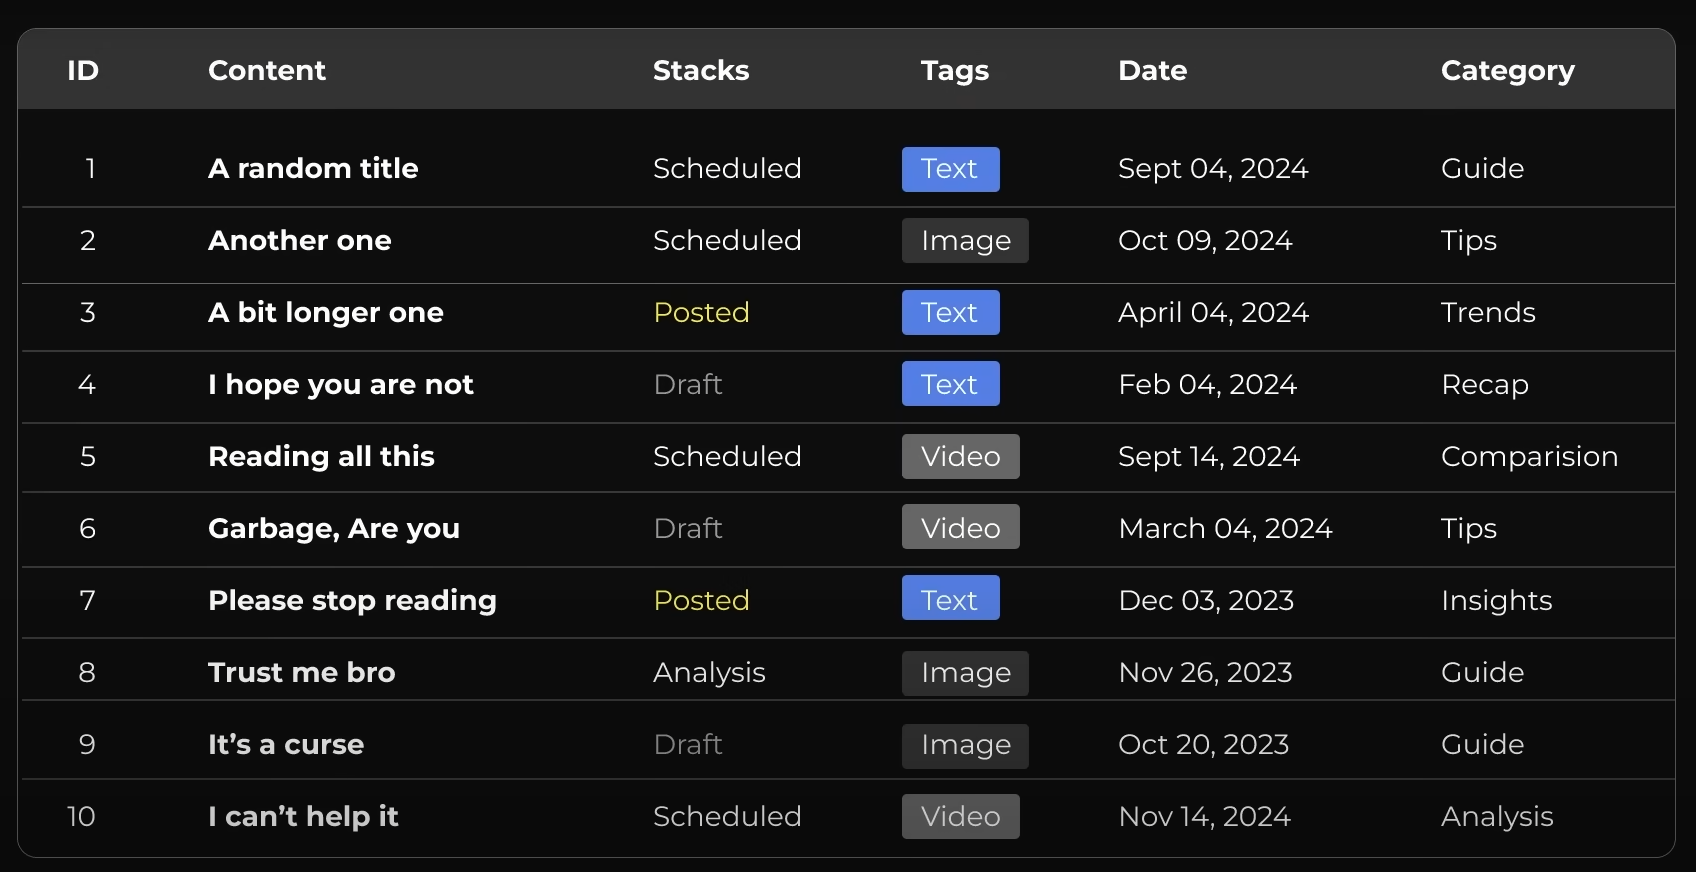 ID Content Stacks Tags Date Category
1 A random title Scheduled Text Sept 04, 2024 Guide
2 Another one Scheduled Image Oct 09, 2024 Tips
3 A bit longer one Posted Text April 04, 2024 Trends
4 I hope you are not Draft Text Feb 04, 2024 Recap
5 Reading all this Scheduled Video Sept 14, 2024 Comparision
6 Garbage, Are you Draft Video March 04, 2024 Tips
7 Please stop reading Posted Text Dec 03, 2023 Insights
8 Trust me bro Analysis Image Nov 26, 2023 Guide
9 It’s a curse Draft Image Oct 20, 2023 Guide
10 I can’t help it Scheduled Video Nov 14, 2024 Analysis